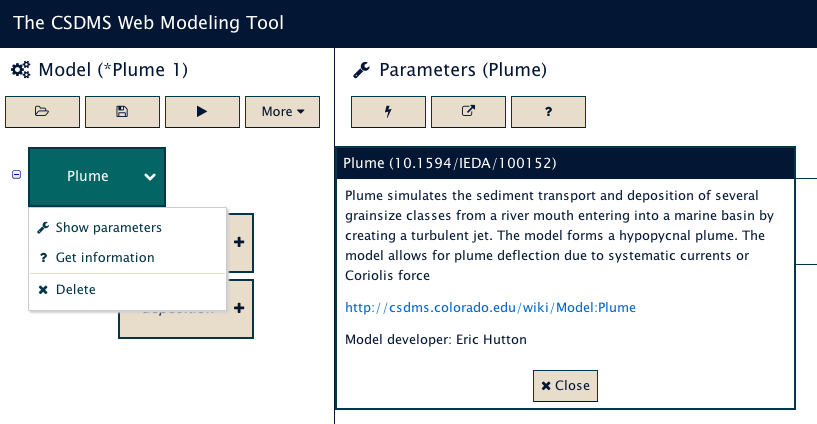 The CSDMS Web Modeling Tool
Model (*Plume 1)
Parameters (Plume)
More
?
Plume
Show parameters
? Get information
Delete
+
+
Plume (10.1594/IEDA/100152)
Plume simulates the sediment transport and deposition of several
grainsize classes from a river mouth entering into a marine basin by
creating a turbulent jet. The model forms a hypopycnal plume. The
model allows for plume deflection due to systematic currents or
Coriolis force
http://csdms.colorado.edu/wiki/Model:Plume
Model developer: Eric Hutton
Close